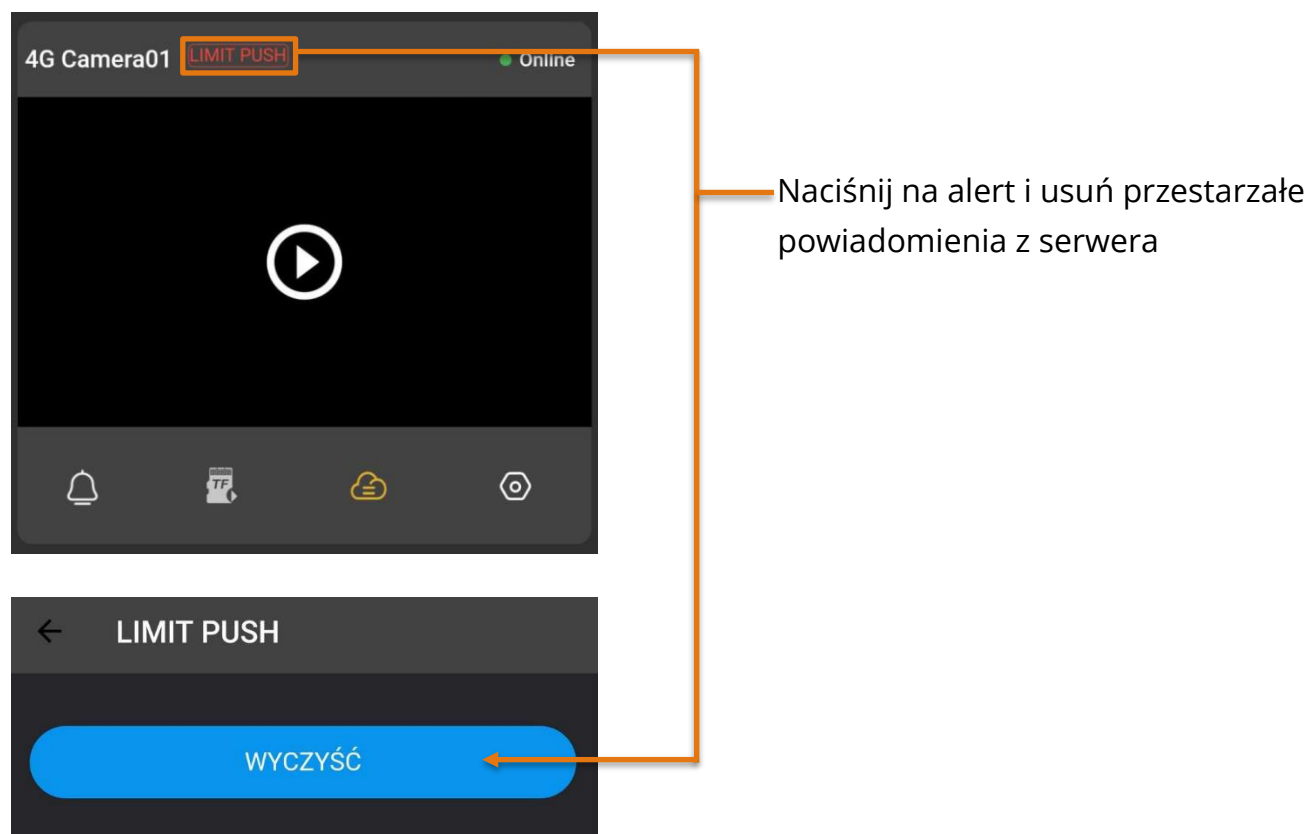 4G Camera01 LIMIT PUSH Online
Naciśnij na alert i usuń przestarzałe
powiadomienia z serwera
TF
LIMIT PUSH
WYCZYŚĆ